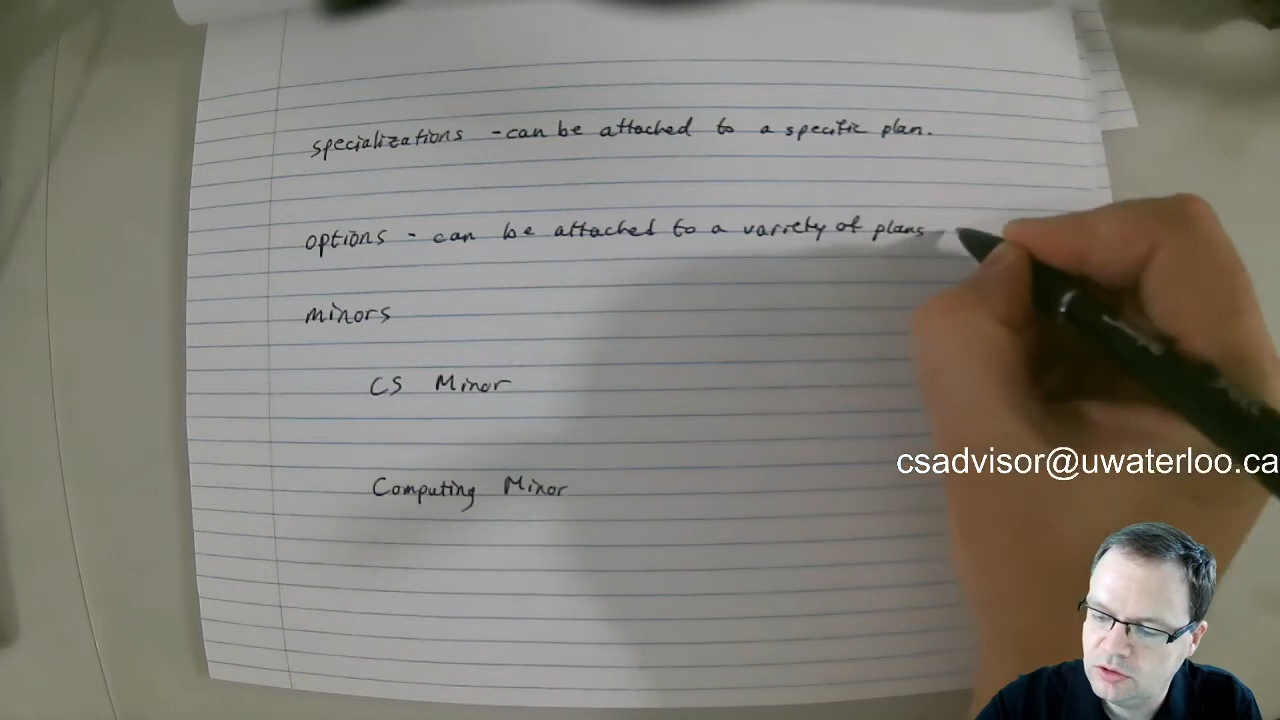 specializations - can be attached to a specific plan.
options - can be attached to a variety of plans
minors
CS Minor
csadvisor@uwaterloo.ca
Computing Minor